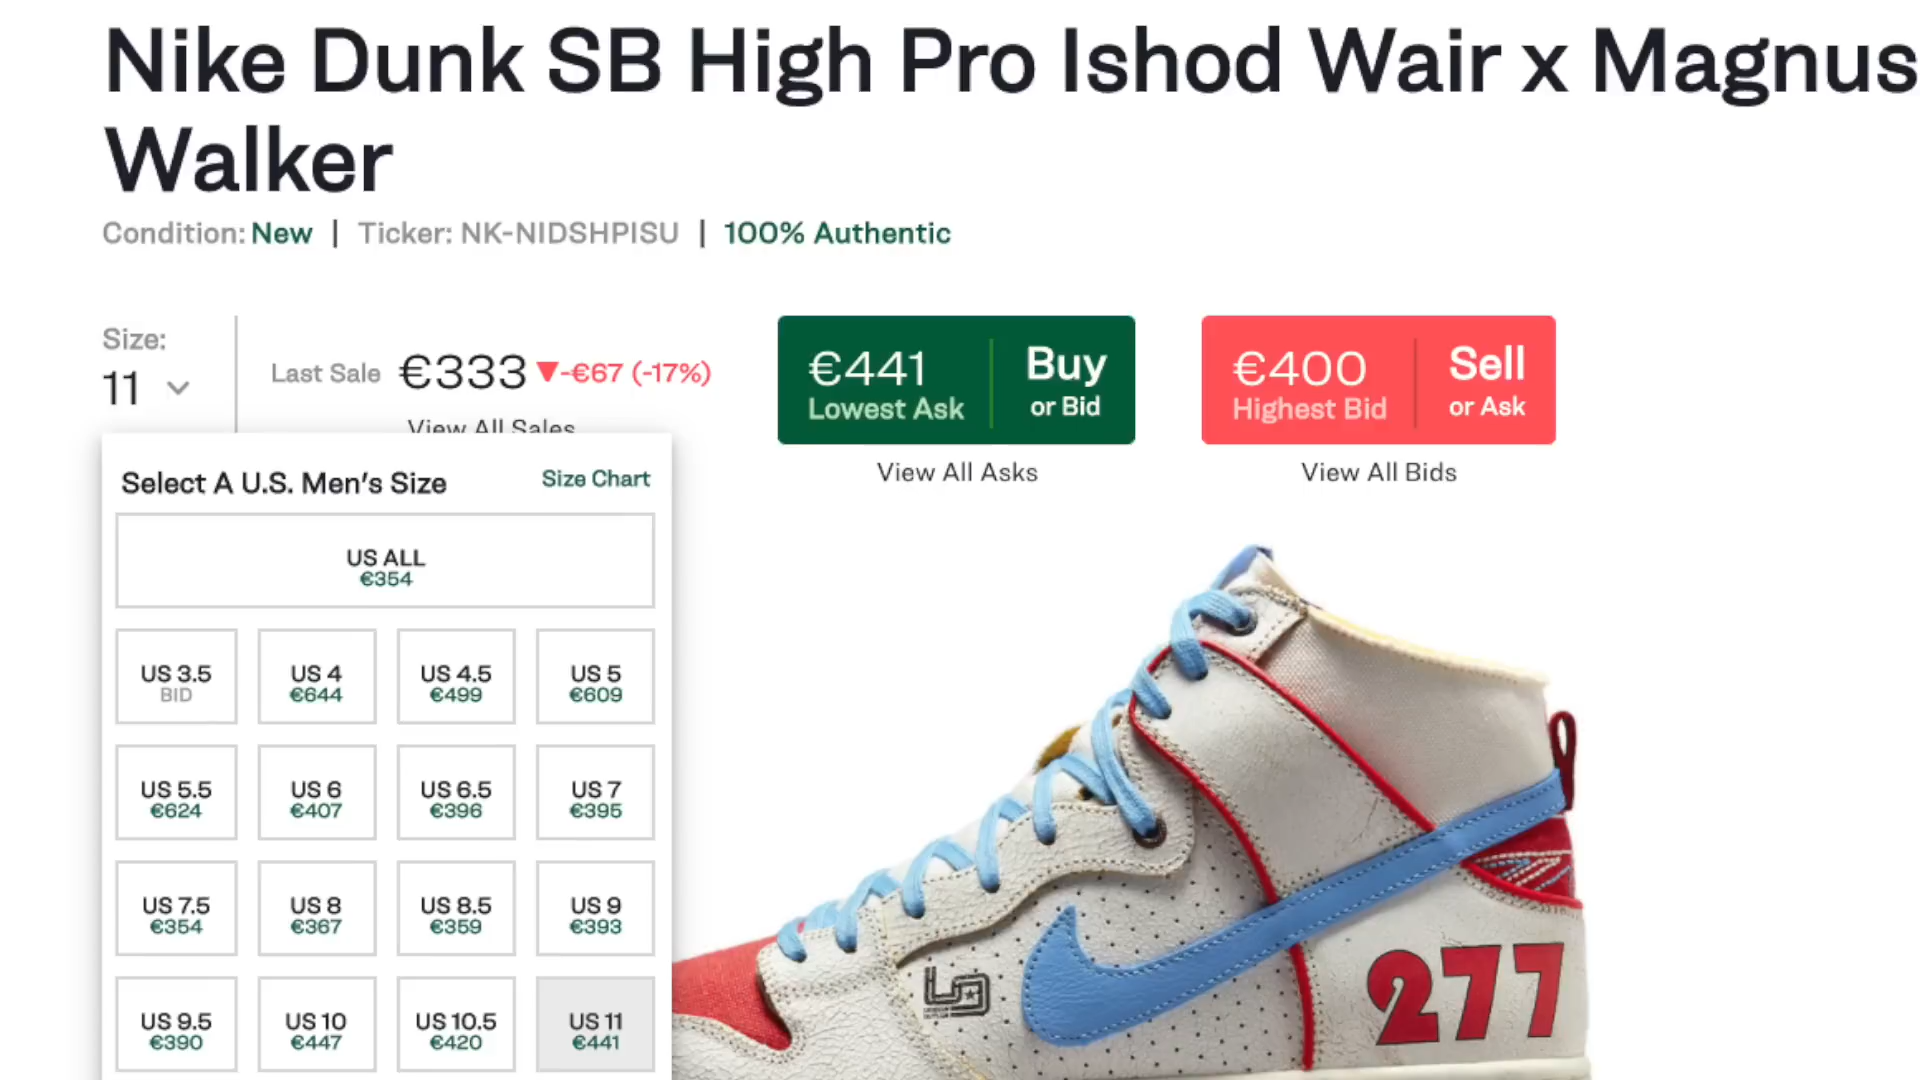 Nike Dunk SB High Pro Ishod Wair x Magnus
Walker
Condition: New | Ticker: NK-NIDSHPISU | 100% Authentic
Size:
11
Last Sale €333 ▼-€67 (-17%)
View All Sales
€441 Lowest Ask
Buy or Bid
View All Asks
€400 Highest Bid
Sell or Ask
View All Bids
Select A U.S. Men's Size
Size Chart
US ALL
€354
US 3.5
BID
US 4
€644
US 4.5
€499
US 5
€609
US 5.5
€624
US 6
€407
US 6.5
€396
US 7
€395
US 7.5
€354
US 8
€367
US 8.5
€359
US 9
€393
US 9.5
€390
US 10
€447
US 10.5
€420
US 11
€441
277